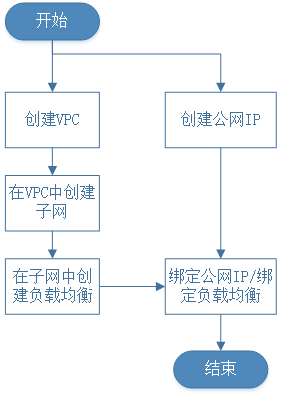 开始
创建VPC
创建公网IP
在VPC中创建
子网
在子网中创
建负载均衡
绑定公网IP/绑
定负载均衡
结束